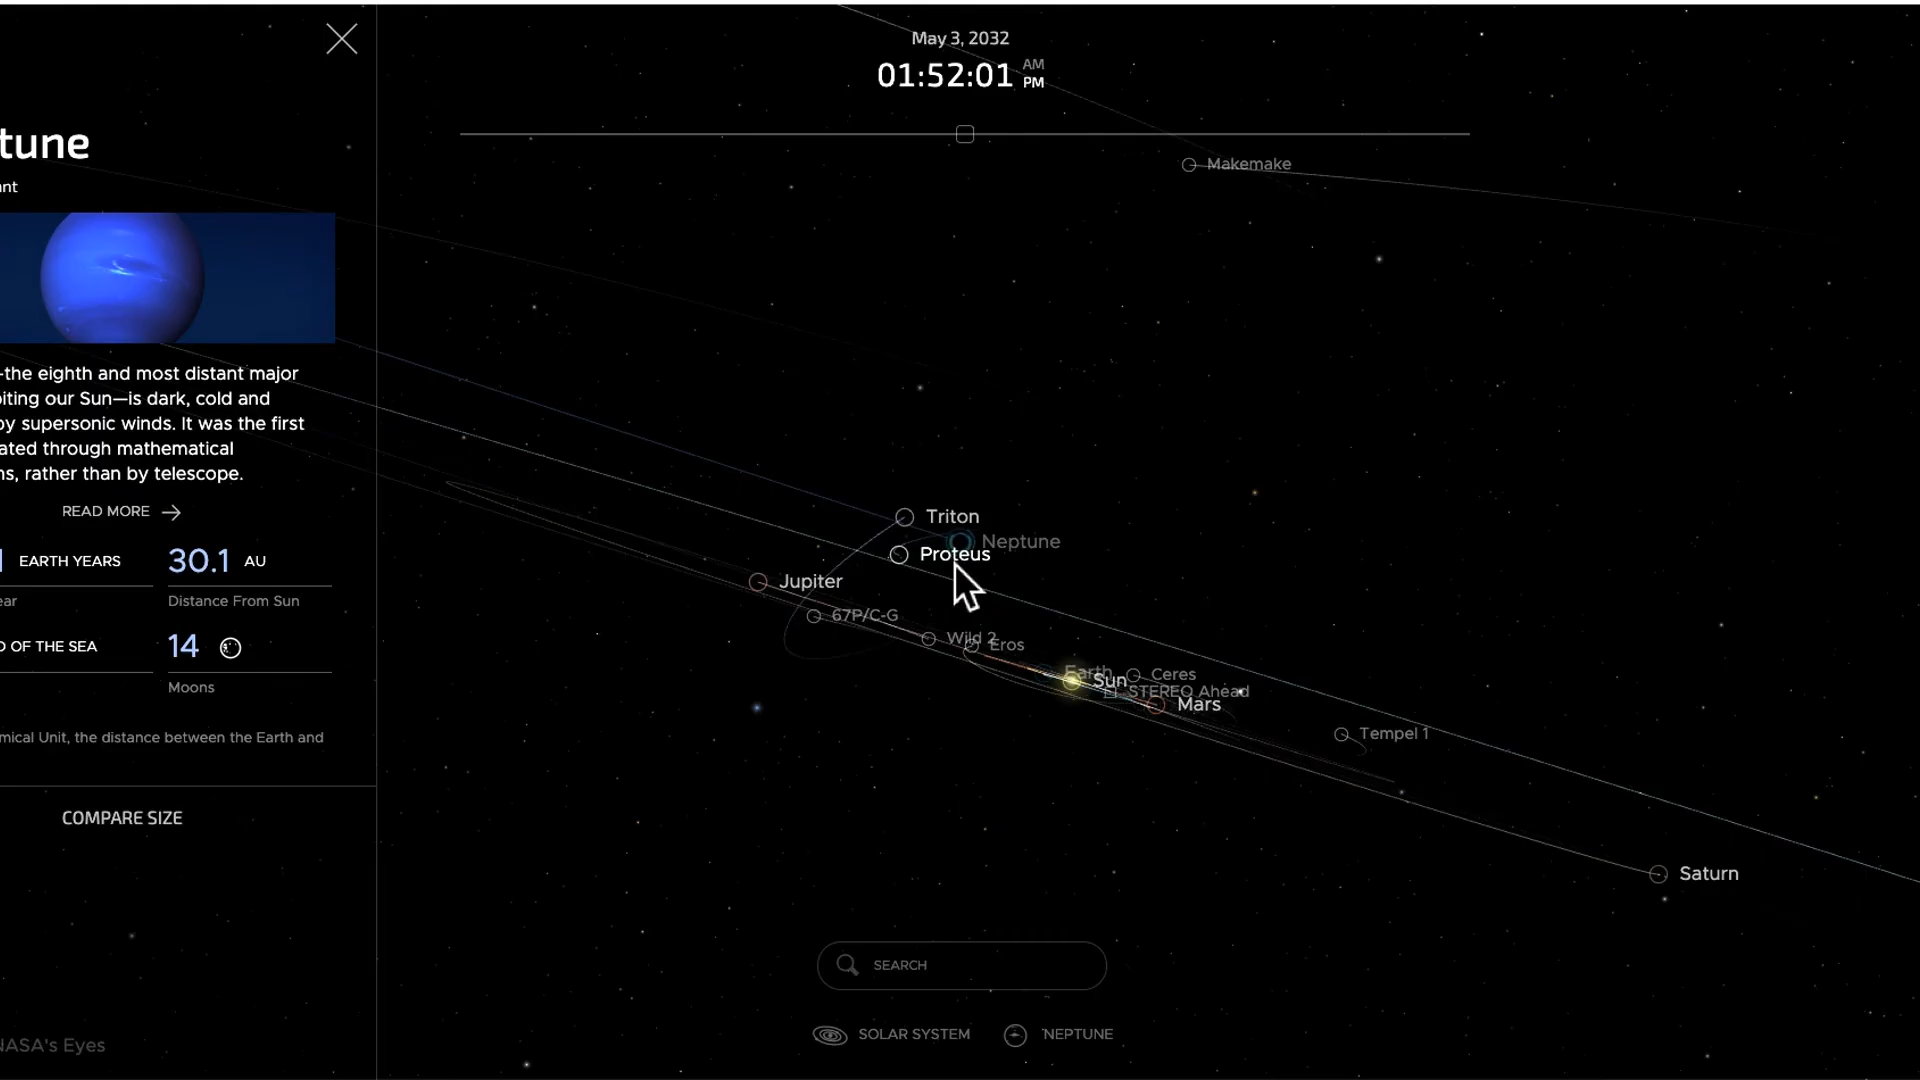 May 3, 2032
01:52:01 AM
PM
tune
ant
-the eighth and most distant major
biting our Sun—is dark, cold and
by supersonic winds. It was the first
ated through mathematical
ns, rather than by telescope.
READ MORE
EARTH YEARS
ear
30.1 AU
Distance From Sun
D OF THE SEA
14
Moons
mical Unit, the distance between the Earth and
COMPARE SIZE
NASA's Eyes
Makemake
Triton
Neptune
Proteus
Jupiter
67P/C-G
Wild 2
Eros
Earth
Ceres
Sun
STEREO Ahead
Mars
Tempel 1
Saturn
SEARCH
SOLAR SYSTEM
NEPTUNE